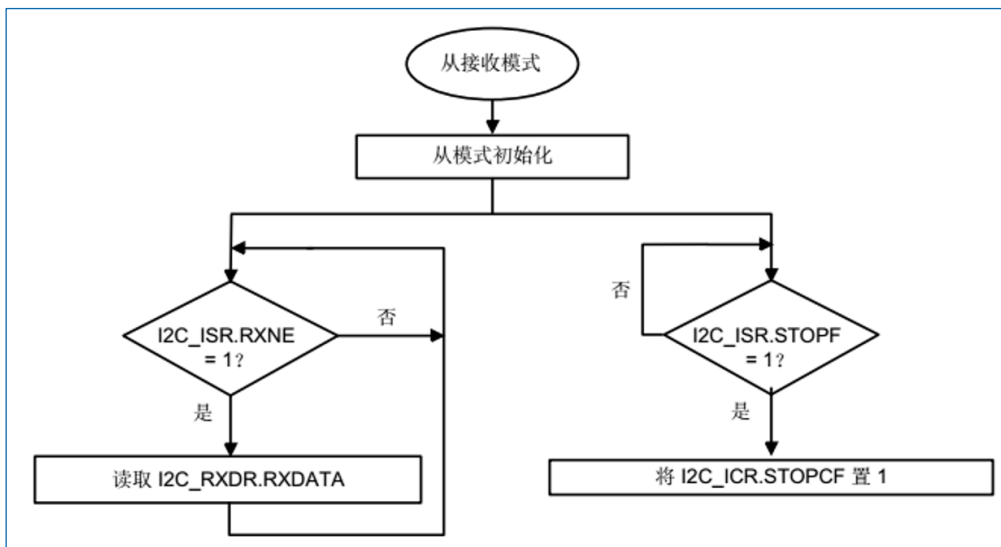 从接收模式
从模式初始化
I2C_ISR.RXNE
= 1?
否
是
读取 I2C_RXDR.RXDATA
否
I2C_ISR.STOPF
= 1?
是
将 I2C_ICR.STOPCF 置 1